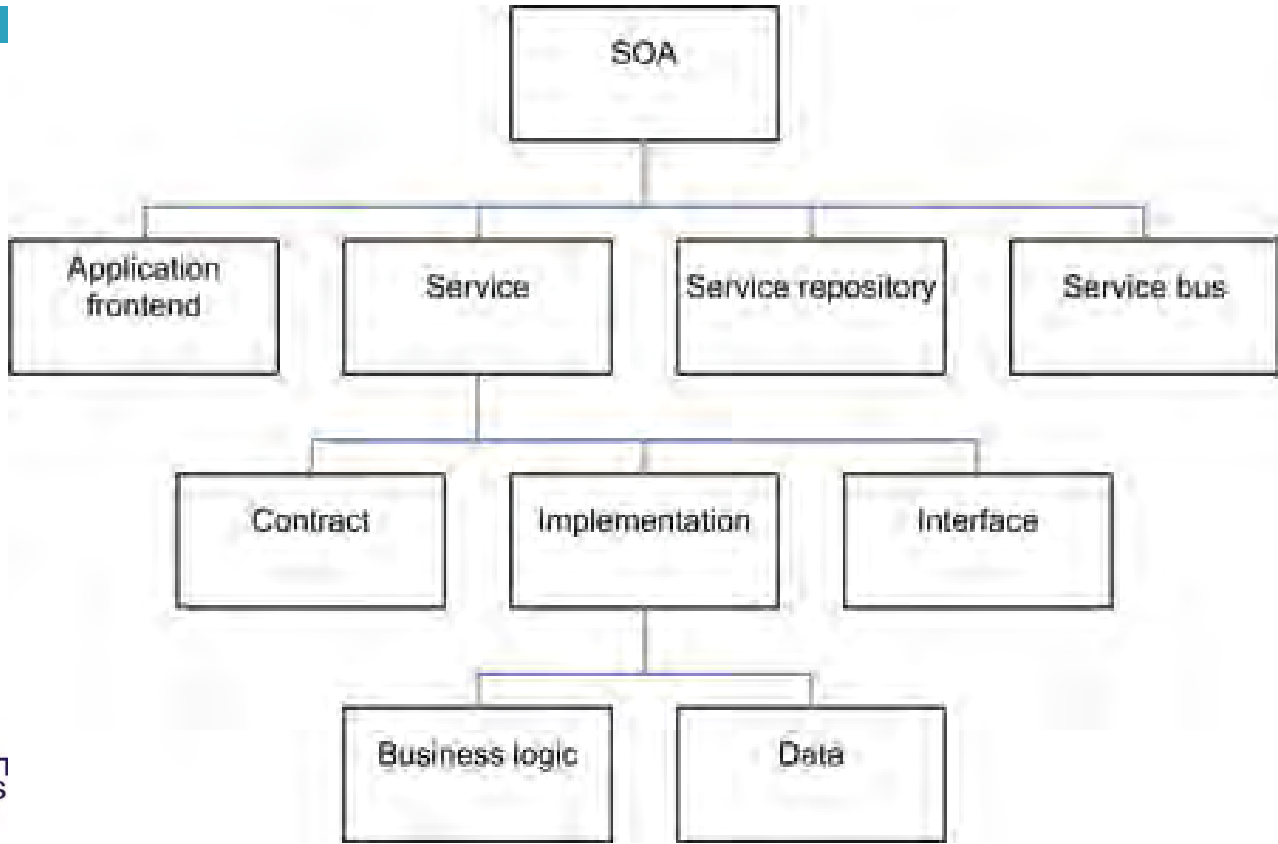 SOA
Application
frontend
Service
Service repository
Service bus
Contract
Implementation
Interface
Business logic
Data
s